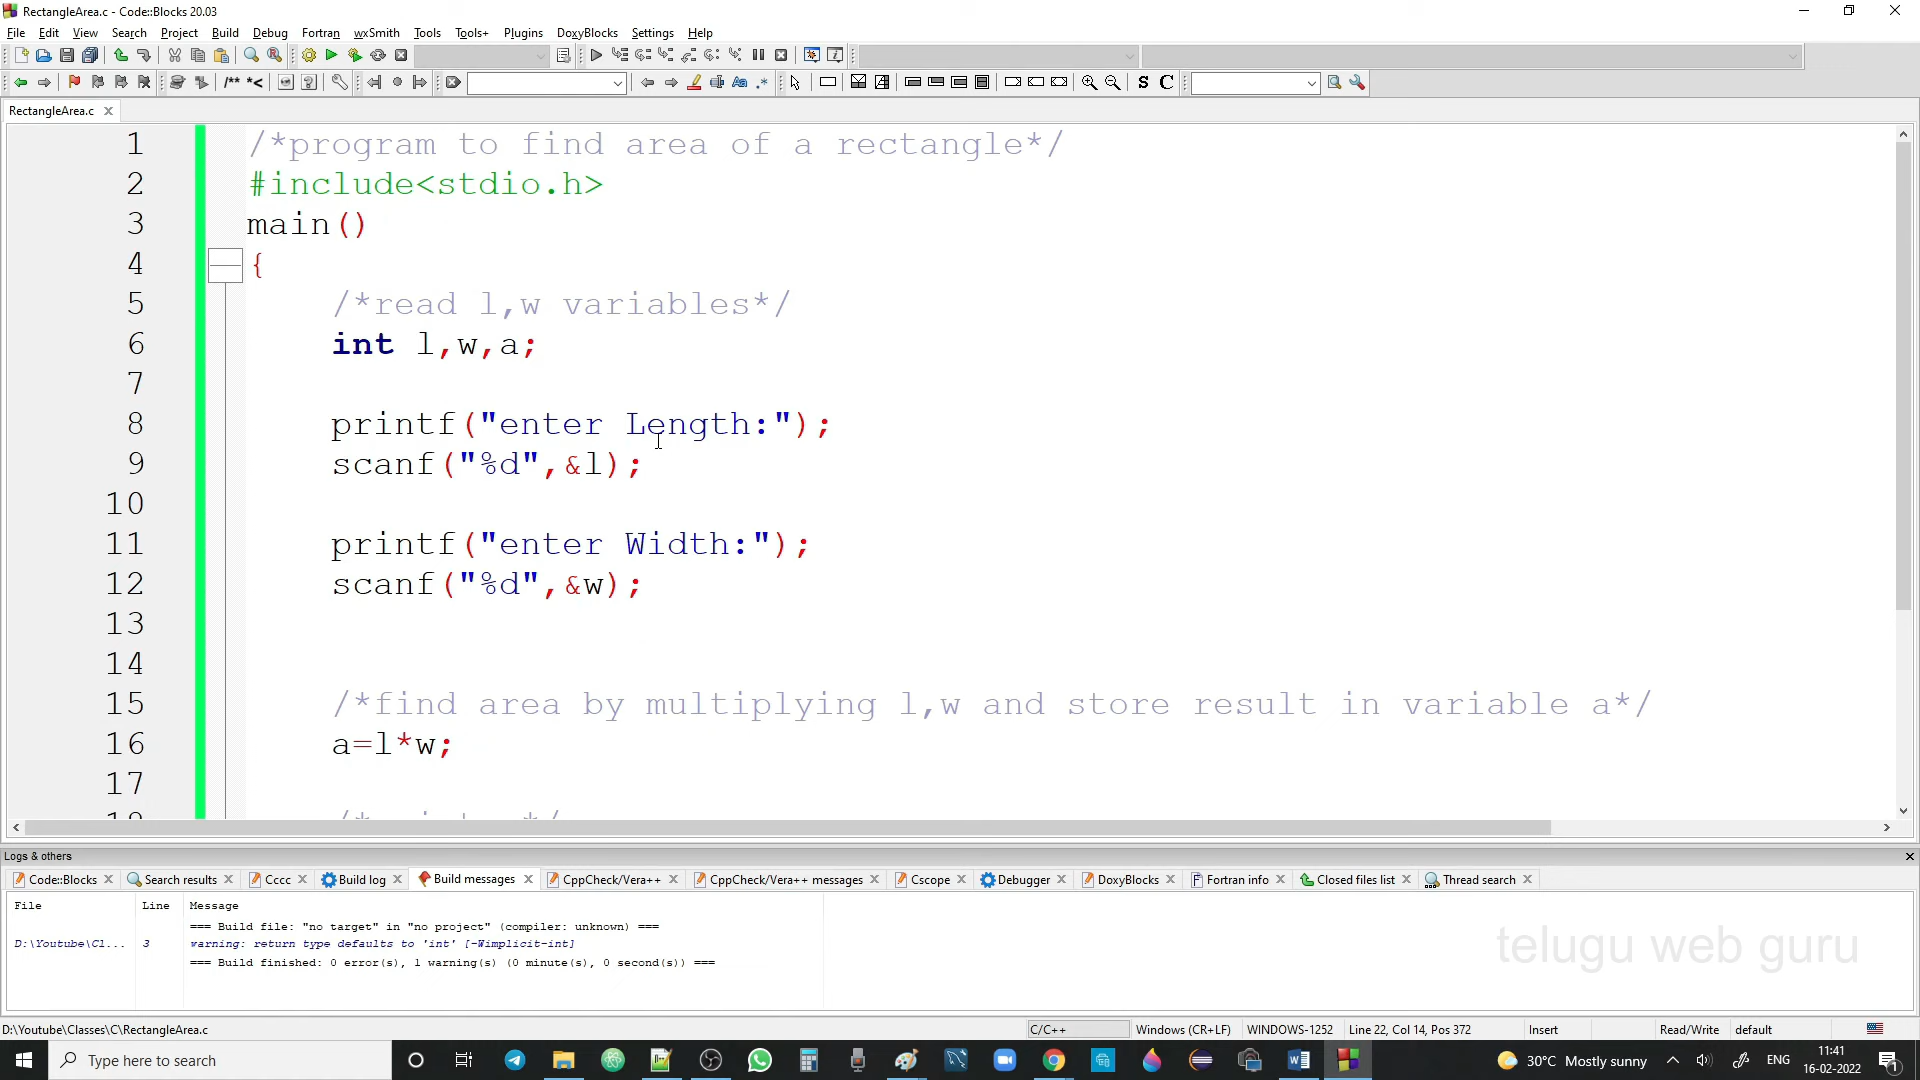 RectangleArea.c - Code::Blocks 20.03
File Edit View Search Project Build Debug Fortran wxSmith Tools Tools+ Plugins DoxyBlocks Settings Help
/** *< Aa .* S C
RectangleArea.c
1 /*program to find area of a rectangle*/
2 #include<stdio.h>
3 main()
4 {
5 /*read l,w variables*/
6 int l,w,a;
7
8 printf("enter Length:");
9 scanf("%d",&l);
10
11 printf("enter Width:");
12 scanf("%d",&w);
13
14
15 /*find area by multiplying l,w and store result in variable a*/
16 a=l*w;
17
Logs & others
Code::Blocks Search results Cccc Build log Build messages CppCheck/Vera++ CppCheck/Vera++ messages Cscope Debugger DoxyBlocks Fortran info Closed files list Thread search
File Line Message
=== Build file: "no target" in "no project" (compiler: unknown) ===
D:\Youtube\Cl... 3 warning: return type defaults to 'int' [-Wimplicit-int]
=== Build finished: 0 error(s), 1 warning(s) (0 minute(s), 0 second(s)) ===
telugu web guru
D:\Youtube\Classes\C\RectangleArea.c C/C++ Windows (CR+LF) WINDOWS-1252 Line 22, Col 14, Pos 372 Insert Read/Write default
Type here to search 30°C Mostly sunny ENG 11:41
16-02-2022 1